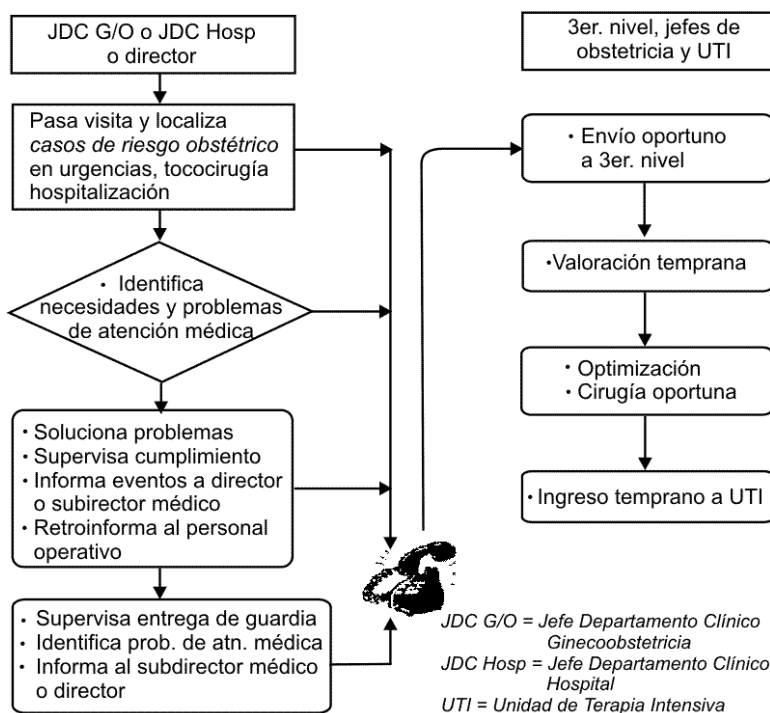 JDC G/O o JDC Hosp
o director
Pasa visita y localiza
casos de riesgo obstétrico
en urgencias, tococirugía
hospitalización
· Identifica
necesidades y problemas
de atención médica
· Soluciona problemas
· Supervisa cumplimiento
· Informa eventos a director
o subirector médico
· Retroinforma al personal
operativo
· Supervisa entrega de guardia
· Identifica prob. de atn. médica
· Informa al subdirector médico
o director
3er. nivel, jefes de
obstetricia y UTI
· Envío oportuno
a 3er. nivel
· Valoración temprana
· Optimización
· Cirugía oportuna
· Ingreso temprano a UTI
JDC G/O = Jefe Departamento Clínico
Ginecoobstetricia
JDC Hosp = Jefe Departamento Clínico
Hospital
UTI = Unidad de Terapia Intensiva